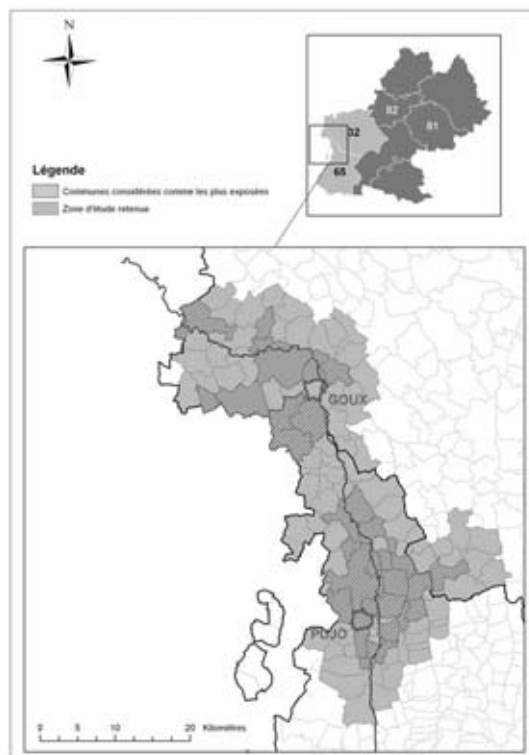 N
82
32
81
65
Légende
Communes considérées comme les plus exposées
Zone d'étude retenue
GOUX
PUJO
0 5 10 20 Kilomètres